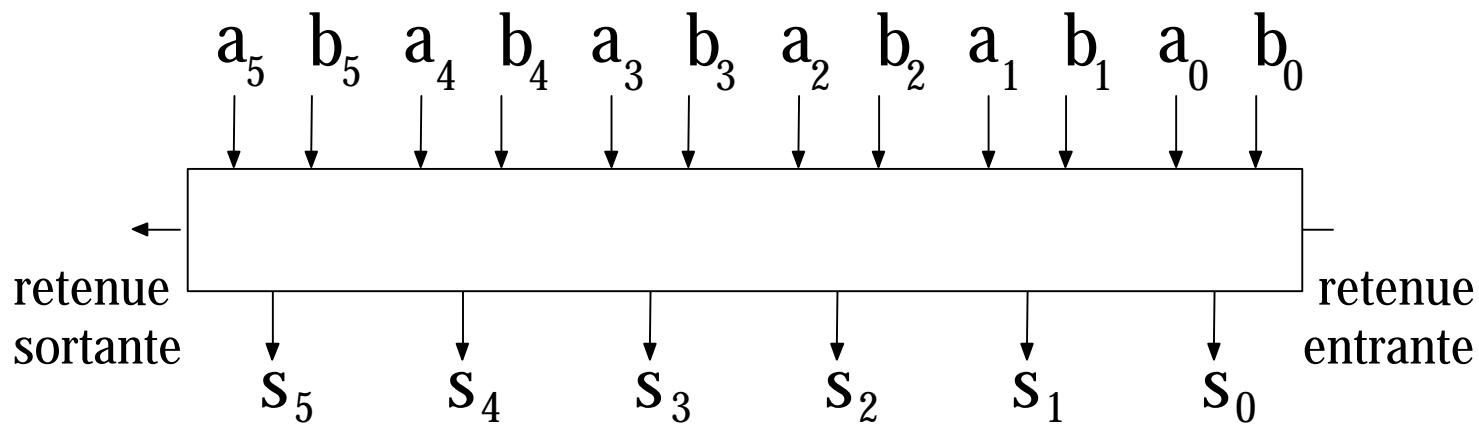 a₅ b₅ a₄ b₄ a₃ b₃ a₂ b₂ a₁ b₁ a₀ b₀
retenue
sortante
retenue
entrante
s₅ s₄ s₃ s₂ s₁ s₀